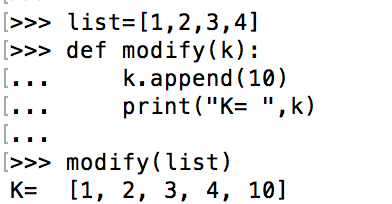 [>>> list=[1,2,3,4]
[>>> def modify(k):
[...     k.append(10)
[...     print("K= ",k)
[...
[>>> modify(list)
K=  [1, 2, 3, 4, 10]